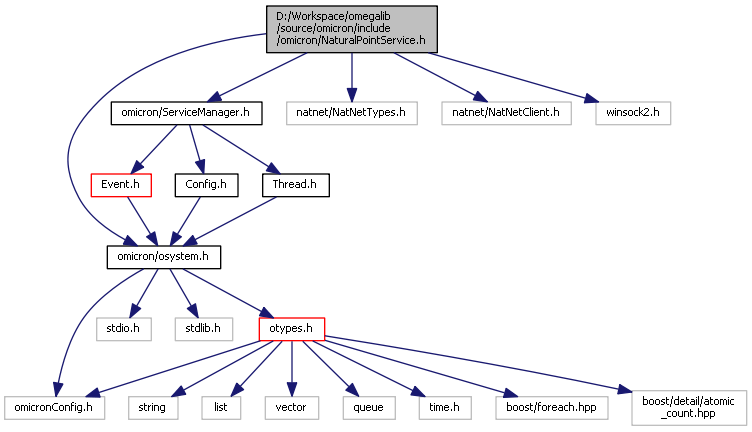 D:/Workspace/omegalib
/source/omicron/include
/omicron/NaturalPointService.h
omicron/ServiceManager.h
natnet/NatNetTypes.h
natnet/NatNetClient.h
winsock2.h
Event.h
Config.h
Thread.h
omicron/osystem.h
stdio.h
stdlib.h
otypes.h
omicronConfig.h
string
list
vector
queue
time.h
boost/foreach.hpp
boost/detail/atomic
_count.hpp